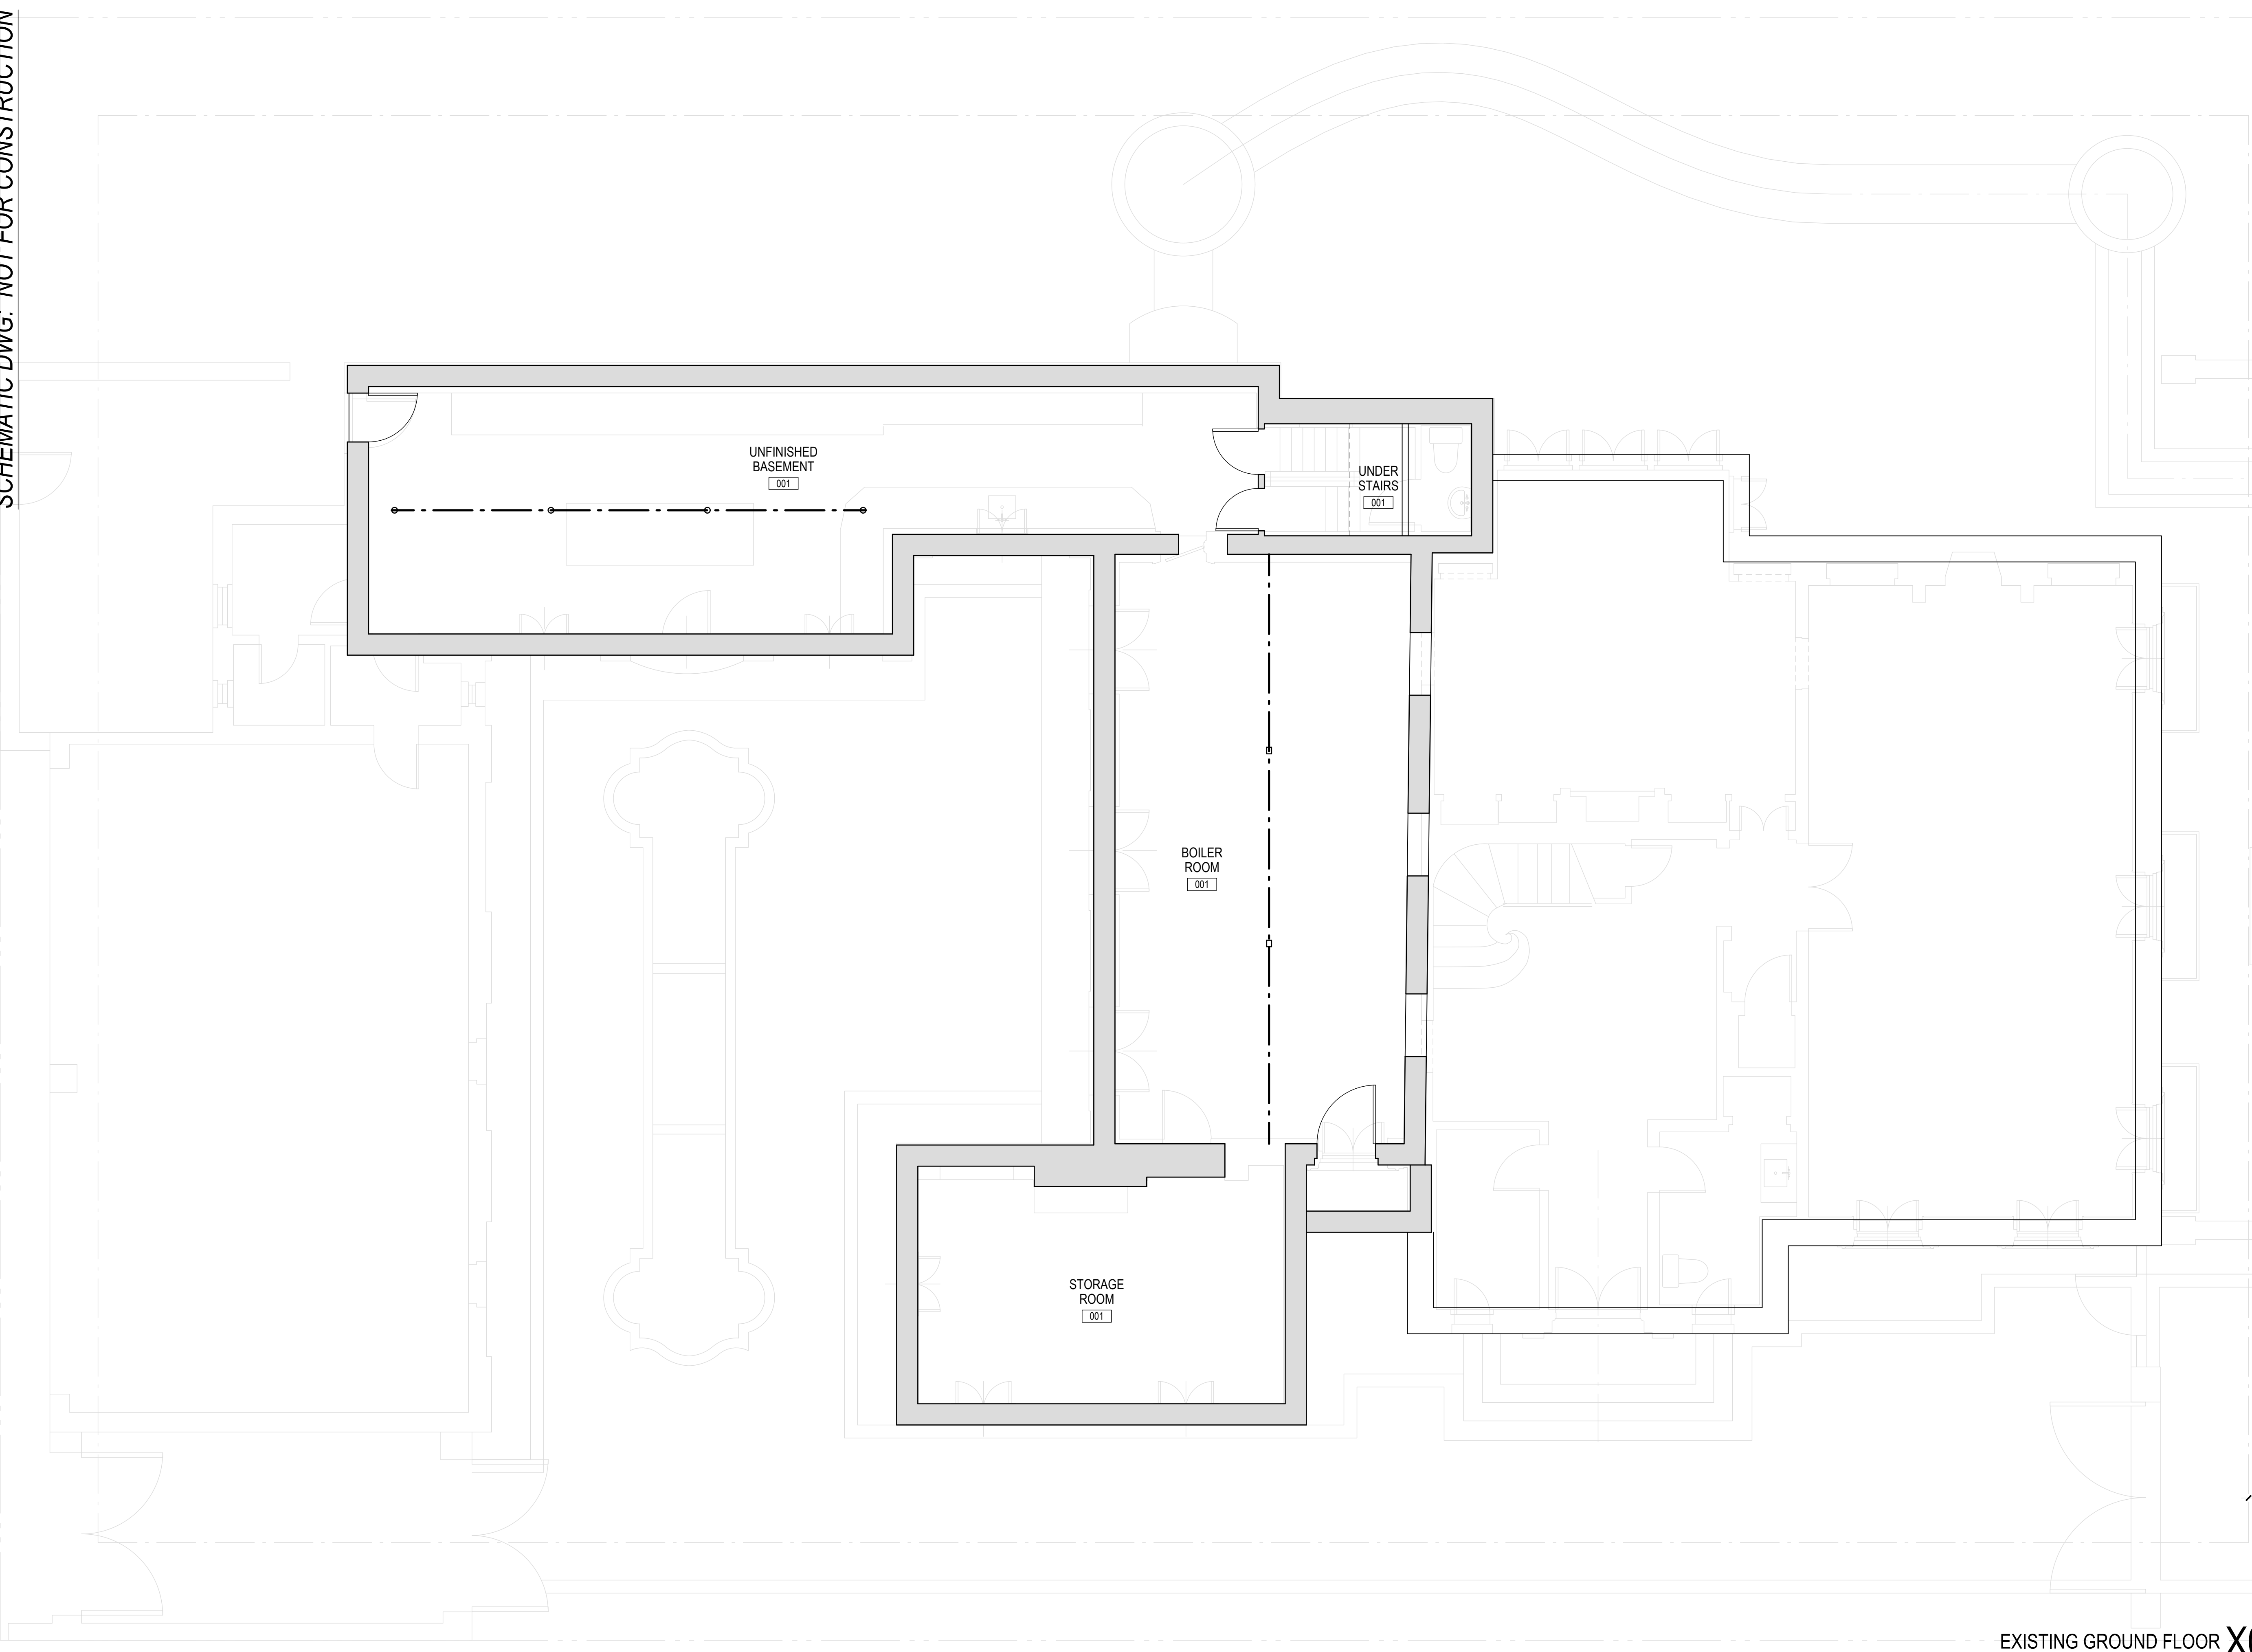 SCHEMATIC DWG: NOT FOR CONSTRUCTION
UNFINISHED
BASEMENT
001
UNDER
STAIRS
001
BOILER
ROOM
001
STORAGE
ROOM
001
EXISTING GROUND FLOOR